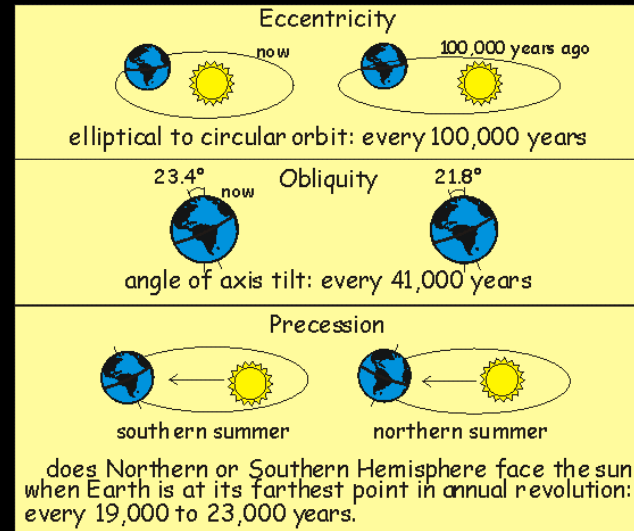 Eccentricity
now
100,000 years ago
elliptical to circular orbit: every 100,000 years
23.4° Obliquity 21.8°
now
angle of axis tilt: every 41,000 years
Precession
southern summer
northern summer
does Northern or Southern Hemisphere face the sun
when Earth is at its farthest point in annual revolution:
every 19,000 to 23,000 years.